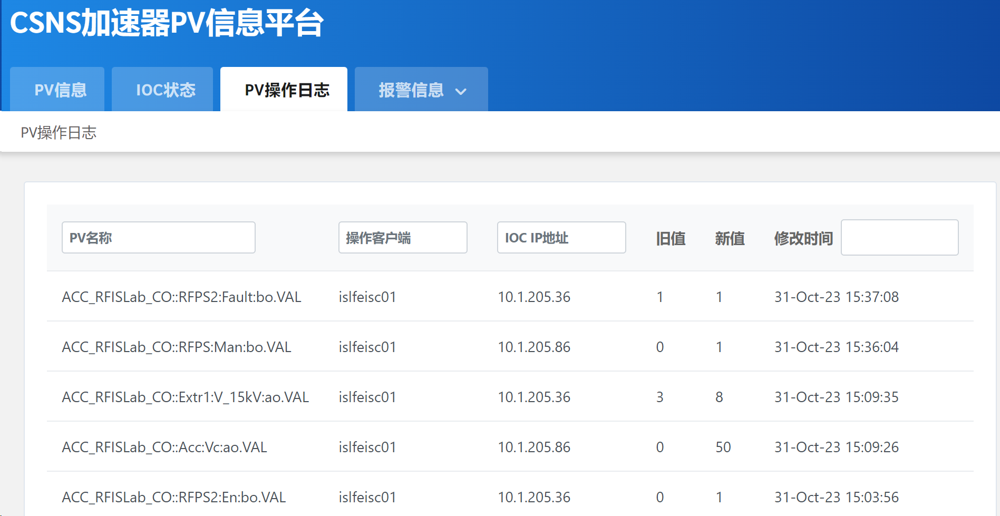 CSNS加速器PV信息平台
PV信息 IOC状态 PV操作日志 报警信息
PV操作日志
PV名称 操作客户端 IOC IP地址 旧值 新值 修改时间
ACC_RFISLab_CO::RFPS2:Fault:bo.VAL islfeisc01 10.1.205.36 1 1 31-Oct-23 15:37:08
ACC_RFISLab_CO::RFPS:Man:bo.VAL islfeisc01 10.1.205.86 0 1 31-Oct-23 15:36:04
ACC_RFISLab_CO::Extr1:V_15kV:ao.VAL islfeisc01 10.1.205.36 3 8 31-Oct-23 15:09:35
ACC_RFISLab_CO::Acc:Vc:ao.VAL islfeisc01 10.1.205.86 0 50 31-Oct-23 15:09:26
ACC_RFISLab_CO::RFPS2:En:bo.VAL islfeisc01 10.1.205.36 0 1 31-Oct-23 15:03:56